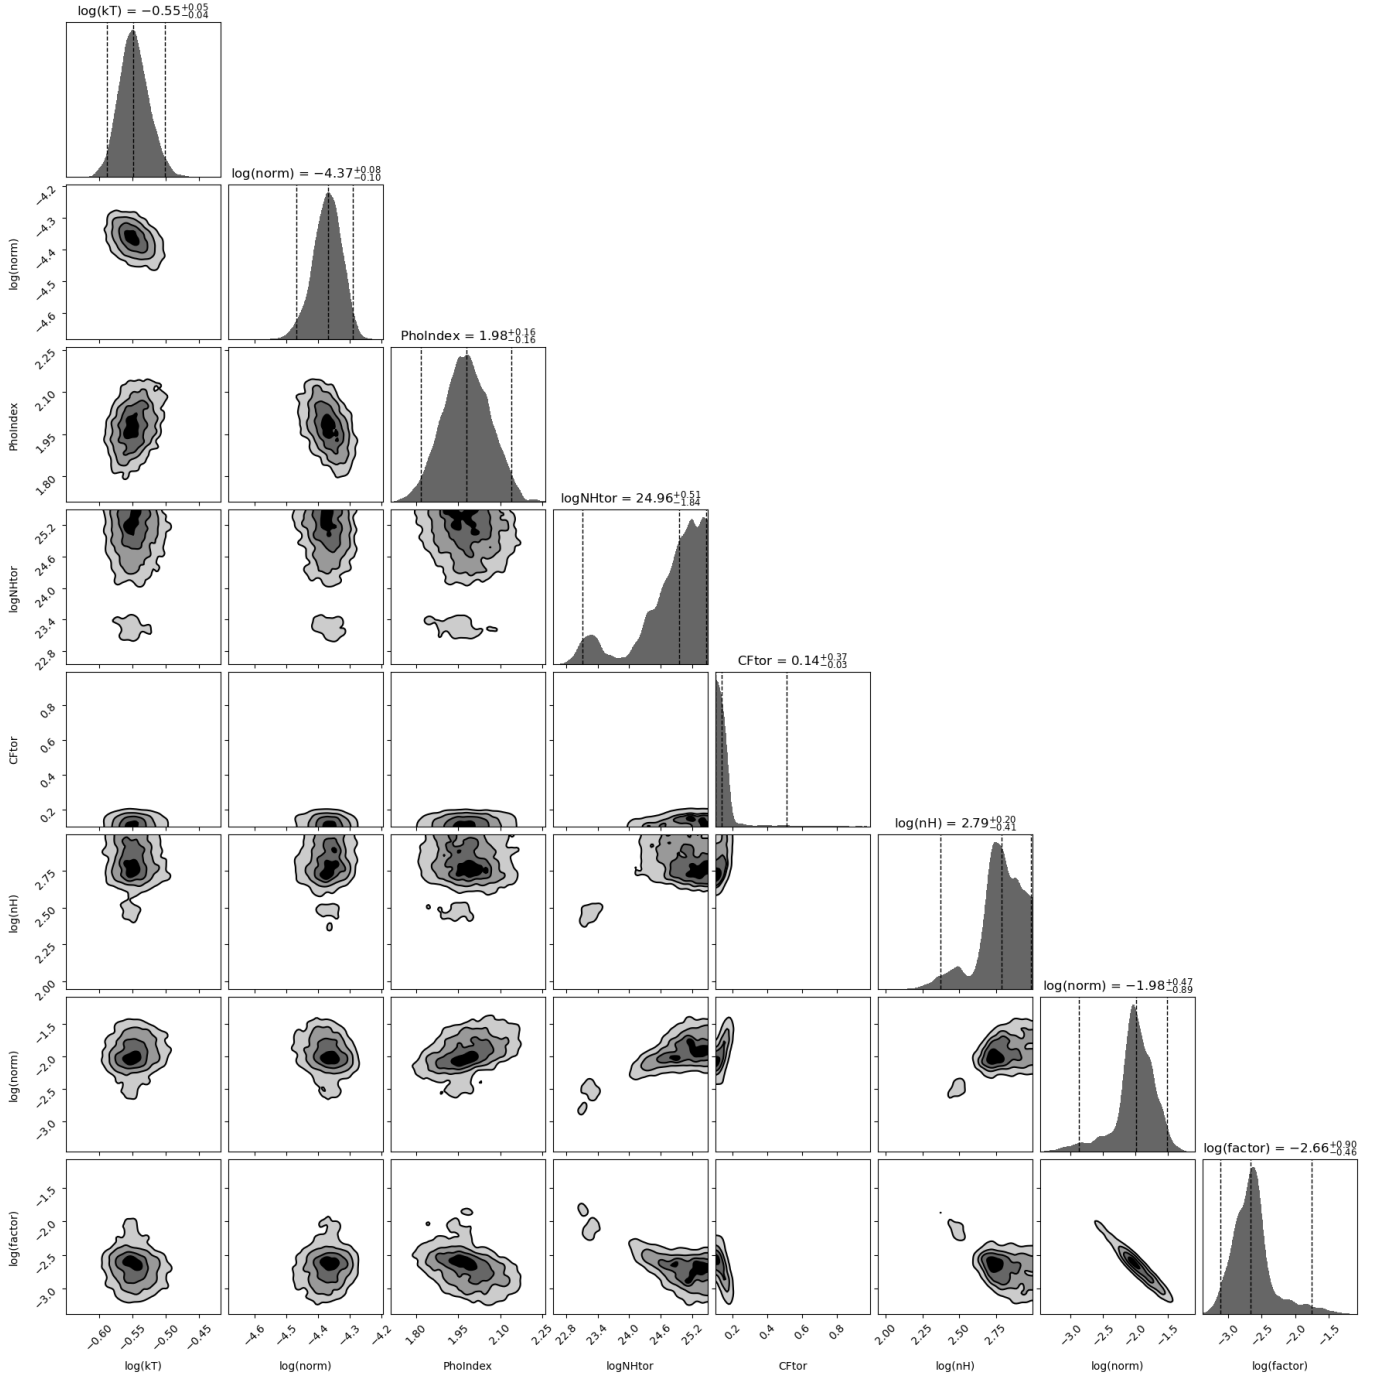 log(kT) = −0.55+0.05 −0.04
log(norm) = −4.37+0.08 −0.10
−4.2
−4.3
−4.4
−4.5
−4.6
log(norm)
PhoIndex = 1.98+0.16 −0.16
2.25
2.10
1.95
1.80
PhoIndex
logNHtor = 24.96+0.51 −1.84
25.2
24.6
24.0
23.4
22.8
logNHtor
CFtor = 0.14+0.37 −0.03
0.8
0.6
0.4
0.2
CFtor
log(nH) = 2.79+0.20 −0.41
2.75
2.50
2.25
2.00
log(nH)
log(norm) = −1.98+0.47 −0.89
−1.5
−2.0
−2.5
−3.0
log(norm)
log(factor) = −2.66+0.90 −0.46
−1.5
−2.0
−2.5
−3.0
log(factor)
−0.60 −0.55 −0.50 −0.45
−4.6 −4.5 −4.4 −4.3 −4.2
1.80 1.95 2.10 2.25
22.8 23.4 24.0 24.6 25.2
0.2 0.4 0.6 0.8
2.00 2.25 2.50 2.75
−3.0 −2.5 −2.0 −1.5
−3.0 −2.5 −2.0 −1.5
log(kT) log(norm) PhoIndex logNHtor CFtor log(nH) log(norm) log(factor)